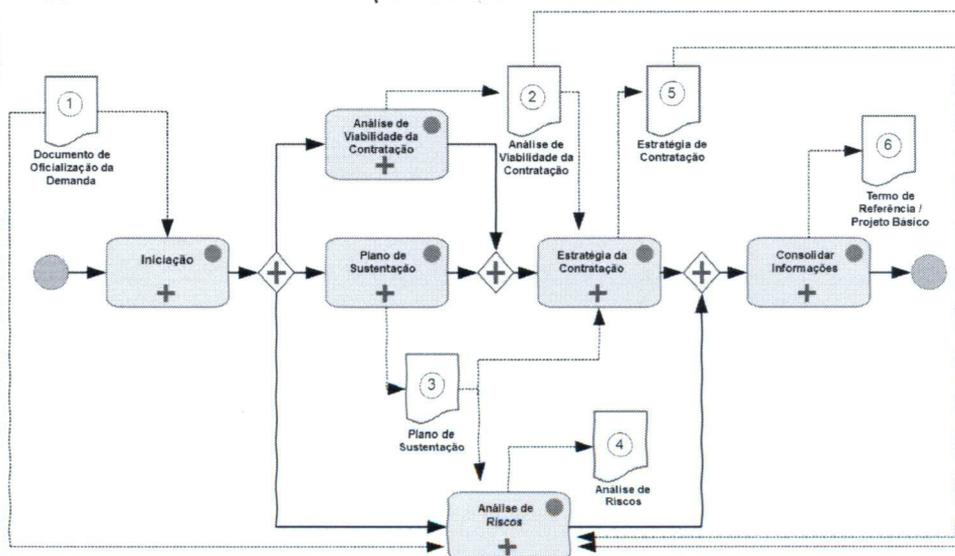 1
Documento de
Oficialização da
Demanda
Iniciação
Análise de
Viabilidade da
Contratação
2
Análise de
Viabilidade da
Contratação
5
Estratégia de
Contratação
6
Termo de
Referência /
Projeto Básico
Plano de
Sustentação
Estratégia da
Contratação
Consolidar
Informações
3
Plano de
Sustentação
4
Análise de
Riscos
Análise de
Riscos